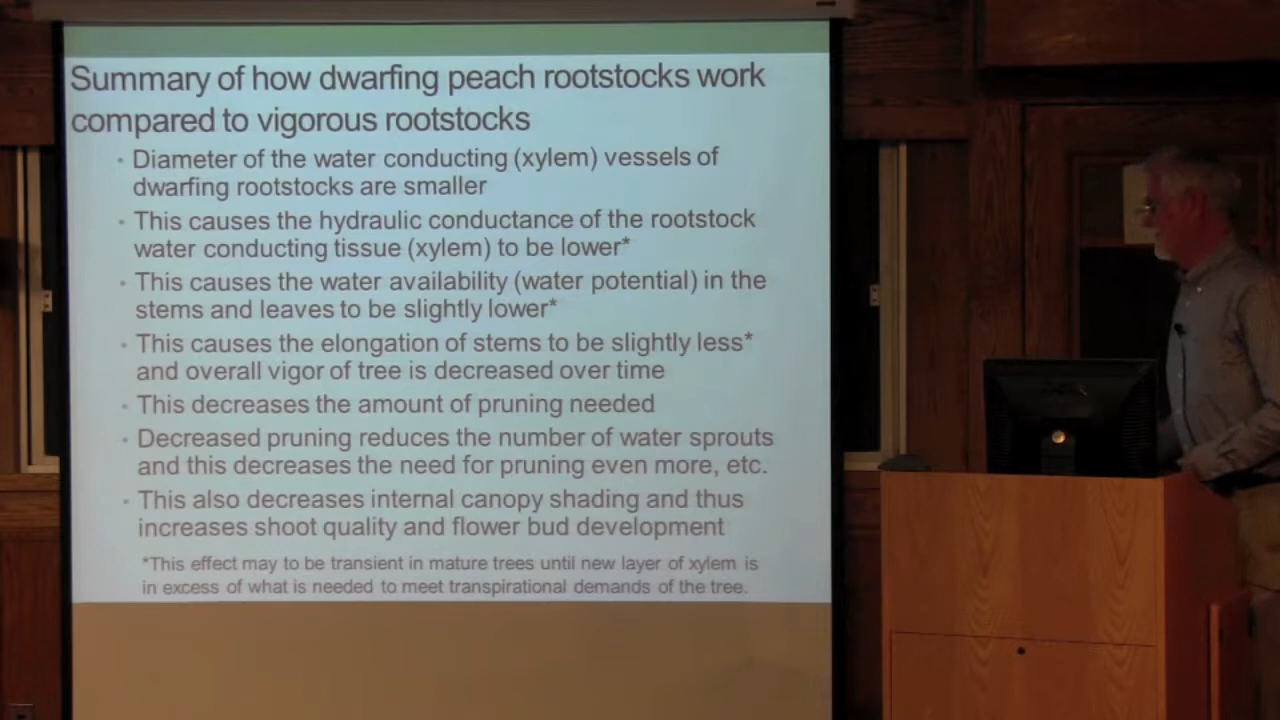 Summary of how dwarfing peach rootstocks work
compared to vigorous rootstocks
• Diameter of the water conducting (xylem) vessels of
dwarfing rootstocks are smaller
• This causes the hydraulic conductance of the rootstock
water conducting tissue (xylem) to be lower*
• This causes the water availability (water potential) in the
stems and leaves to be slightly lower*
• This causes the elongation of stems to be slightly less*
and overall vigor of tree is decreased over time
• This decreases the amount of pruning needed
• Decreased pruning reduces the number of water sprouts
and this decreases the need for pruning even more, etc.
• This also decreases internal canopy shading and thus
increases shoot quality and flower bud development
*This effect may to be transient in mature trees until new layer of xylem is
in excess of what is needed to meet transpirational demands of the tree.